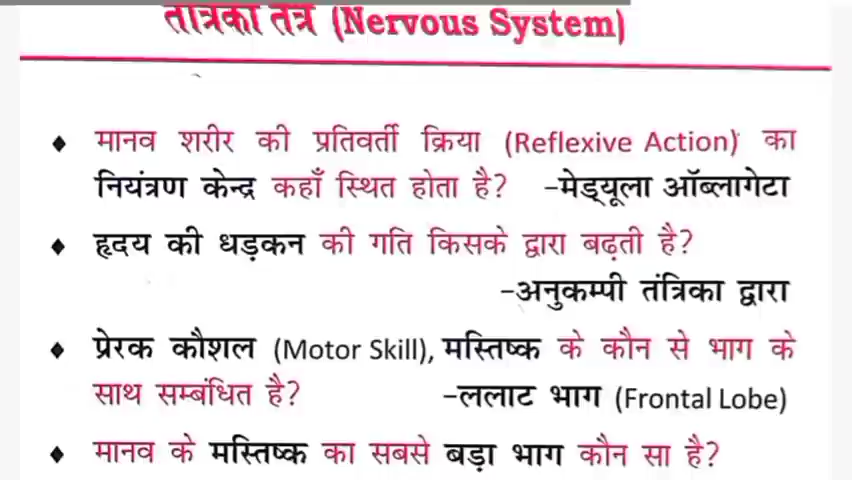 तंत्रिका तंत्र (Nervous System)
♦ मानव शरीर की प्रतिवर्ती क्रिया (Reflexive Action) का
नियंत्रण केन्द्र कहाँ स्थित होता है? -मेड्यूला ऑब्लागेटा
♦ हृदय की धड़कन की गति किसके द्वारा बढ़ती है?
-अनुकम्पी तंत्रिका द्वारा
♦ प्रेरक कौशल (Motor Skill), मस्तिष्क के कौन से भाग के
साथ सम्बंधित है? -ललाट भाग (Frontal Lobe)
♦ मानव के मस्तिष्क का सबसे बड़ा भाग कौन सा है?